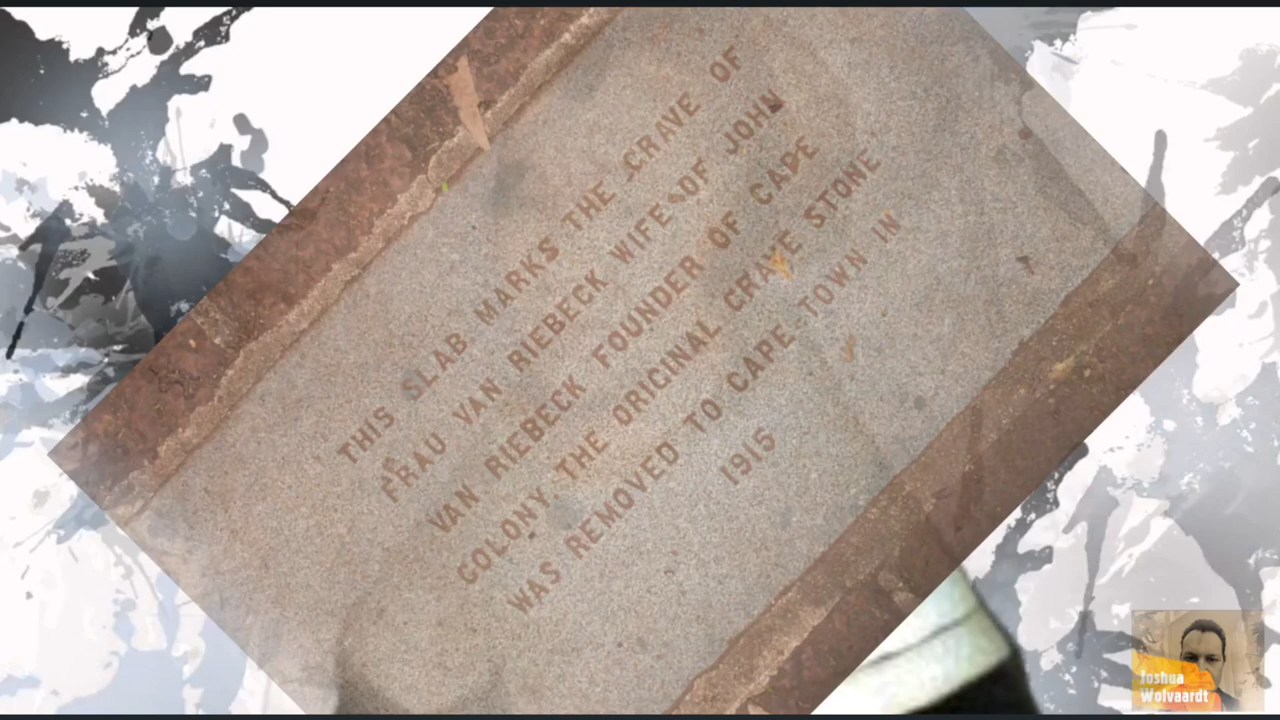 THIS SLAB MARKS THE GRAVE OF
FRAU VAN RIEBECK WIFE OF JOHN
VAN RIEBECK FOUNDER OF CAPE
COLONY. THE ORIGINAL GRAVE STONE
WAS REMOVED TO CAPE TOWN IN
1915
Joshua
Wolvaardt